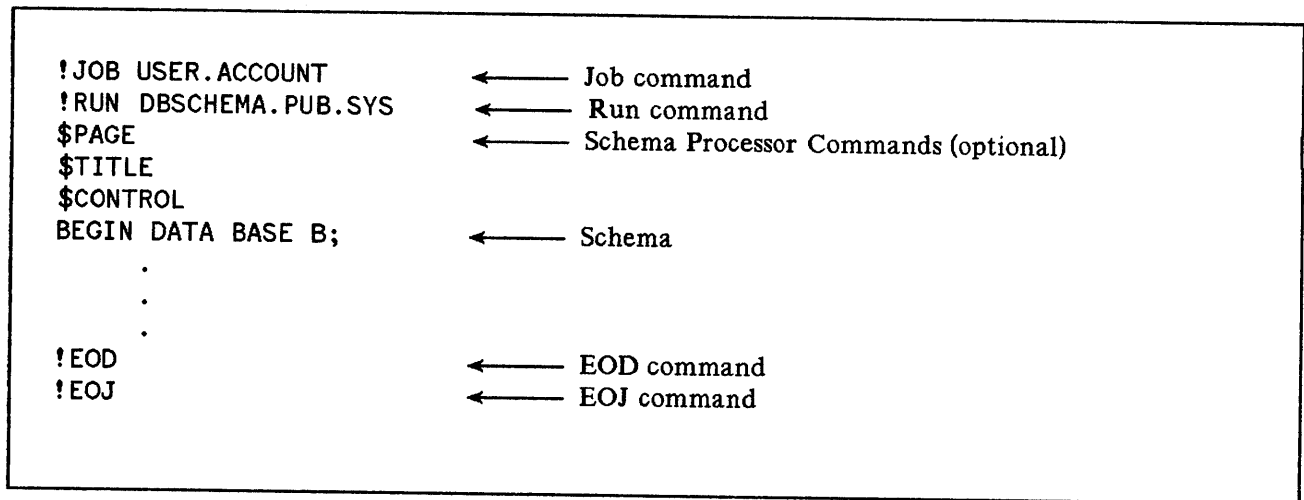 !JOB USER.ACCOUNT ← Job command
!RUN DBSCHEMA.PUB.SYS ← Run command
$PAGE ← Schema Processor Commands (optional)
$TITLE
$CONTROL
BEGIN DATA BASE B; ← Schema
.
.
.
!EOD ← EOD command
!EOJ ← EOJ command